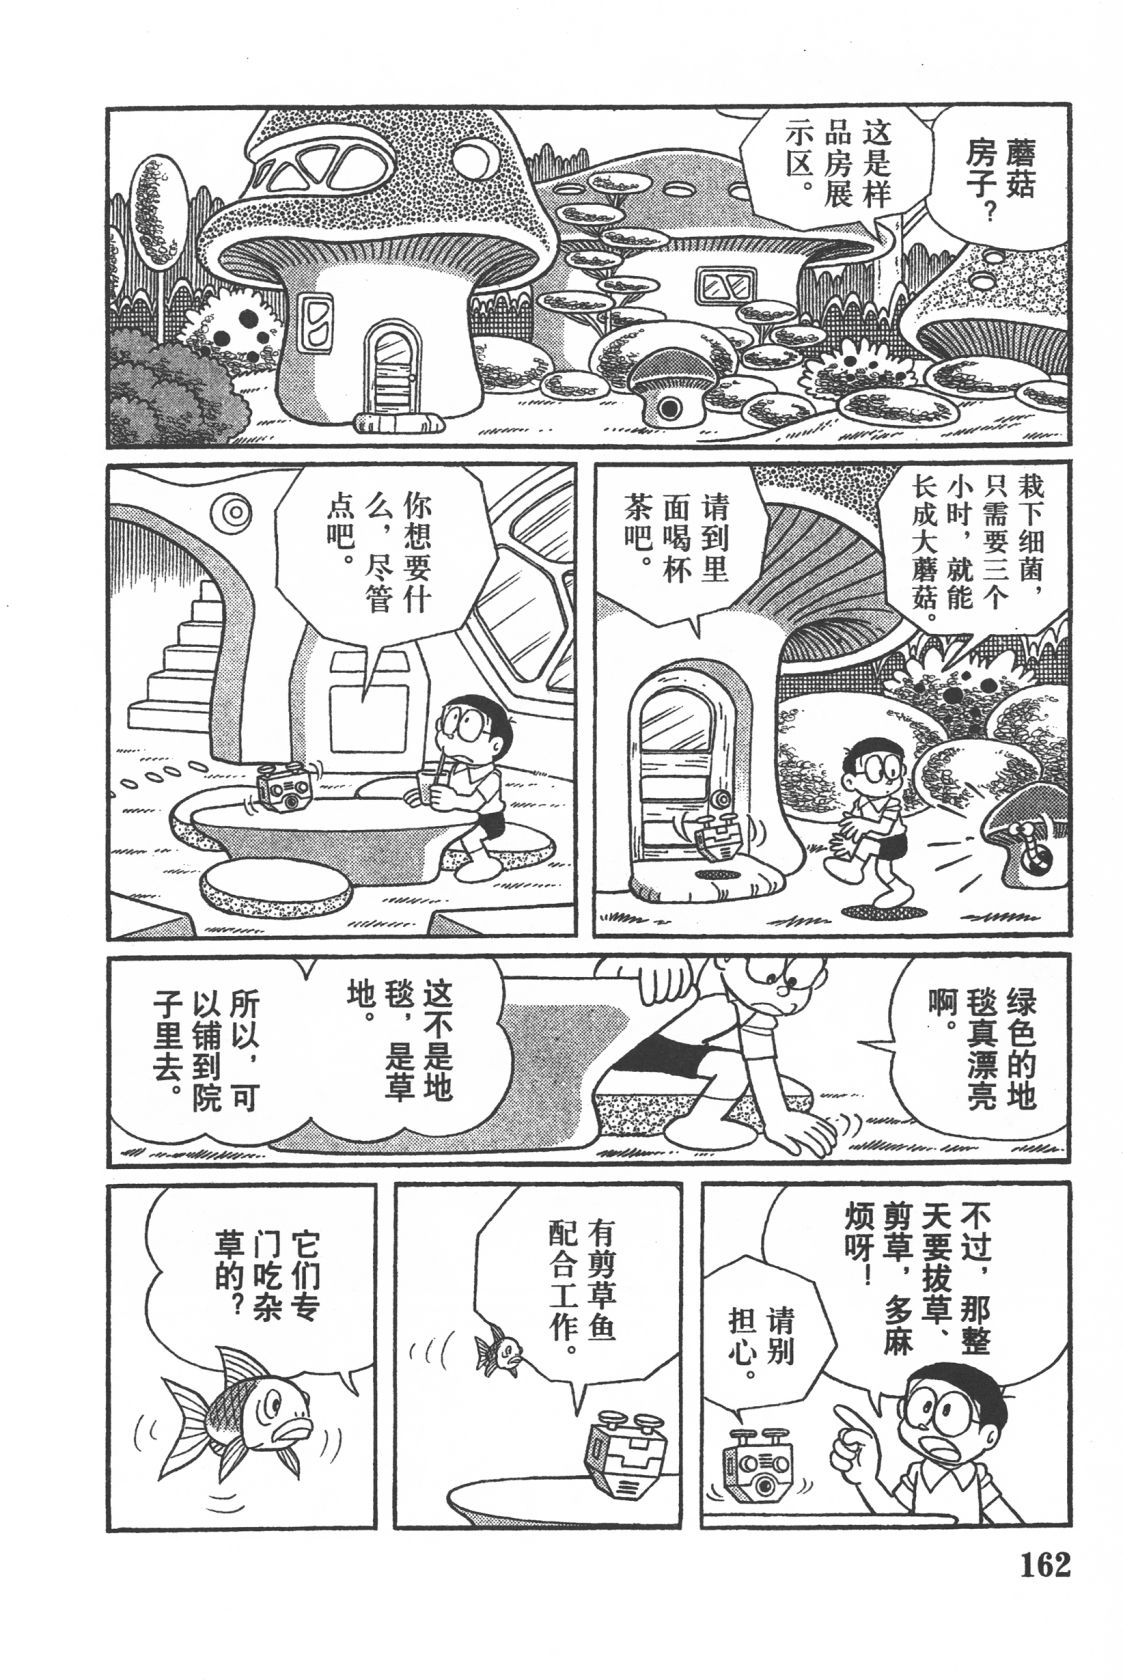 蘑菇
房子？
这是样
品房展
示区。
栽下细菌，
只需要三个
小时，就能
长成大蘑菇。
请到里
面喝杯
茶吧。
你想要什
么，尽管
点吧。
绿色的地
毯真漂亮
啊。
这不是地
毯，是草
地。
所以，可
以铺到院
子里去。
不过，那整
天要拔草、
剪草，多麻
烦呀！
请别
担心。
有剪草鱼
配合工作。
它们专
门吃杂
草的？
162